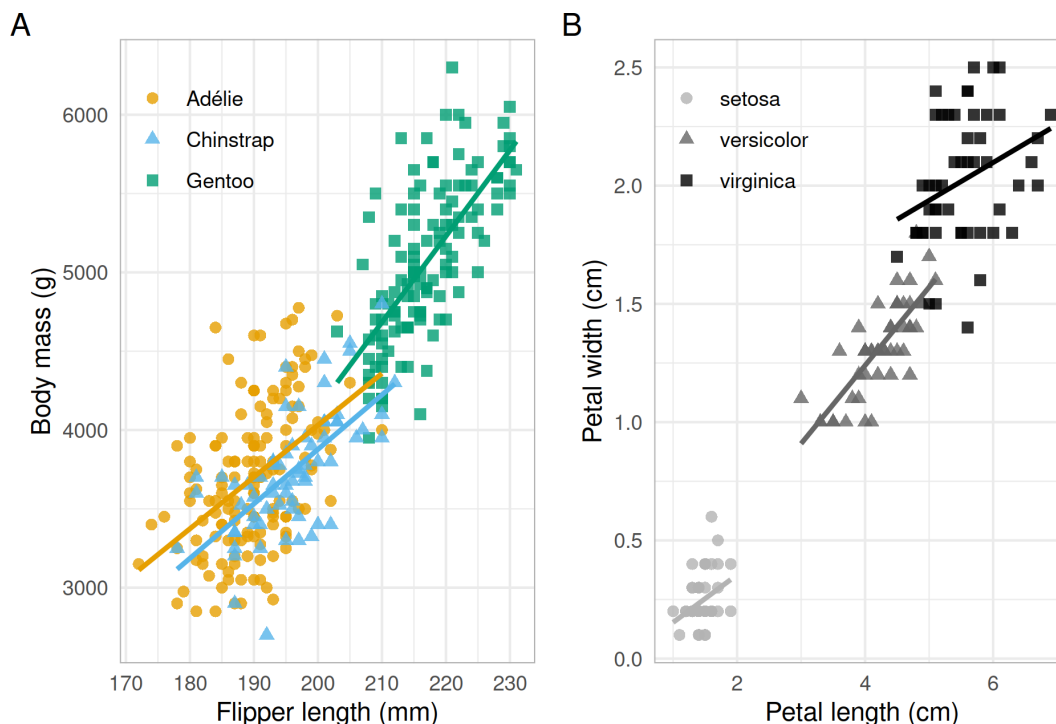 A
Body mass (g)
6000
5000
4000
3000
Adélie
Chinstrap
Gentoo
170 180 190 200 210 220 230
Flipper length (mm)
B
Petal width (cm)
2.5
2.0
1.5
1.0
0.5
0.0
setosa
versicolor
virginica
2 4 6
Petal length (cm)